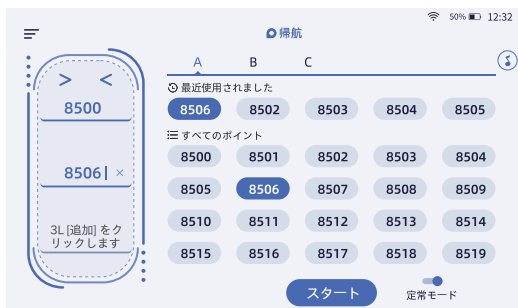 50% 12:32
帰航
A B C
最近使用されました
8506 8502 8503 8504 8505
すべてのポイント
8500 8501 8502 8503 8504
8505 8506 8507 8508 8509
8510 8511 8512 8513 8514
8515 8516 8517 8518 8519
スタート
定常モード
> <
8500
8506 ×
3L [追加] をク
リックします